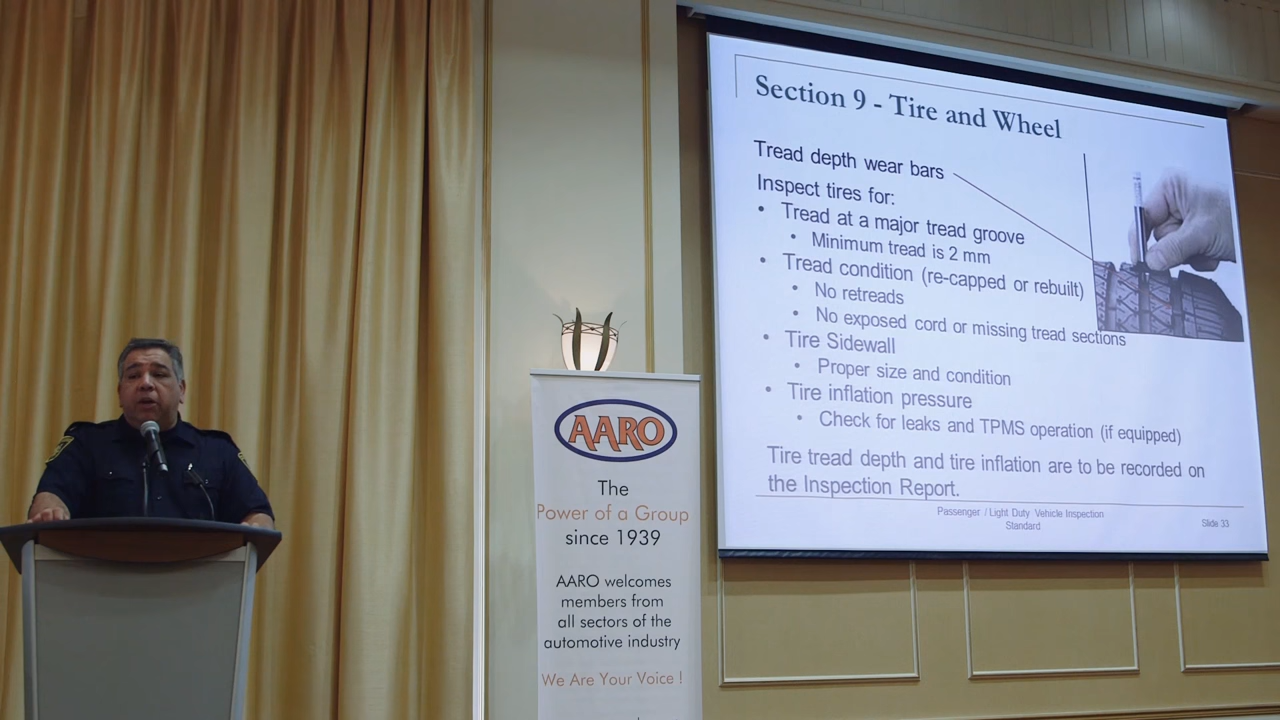 Section 9 - Tire and Wheel
Tread depth wear bars
Inspect tires for:
• Tread at a major tread groove
• Minimum tread is 2 mm
• Tread condition (re-capped or rebuilt)
• No retreads
• No exposed cord or missing tread sections
• Tire Sidewall
• Proper size and condition
• Tire inflation pressure
• Check for leaks and TPMS operation (if equipped)
Tire tread depth and tire inflation are to be recorded on
the Inspection Report.
Passenger / Light Duty Vehicle Inspection
Standard
Slide 33
AARO
The
Power of a Group
since 1939
AARO welcomes
members from
all sectors of the
automotive industry
We Are Your Voice !